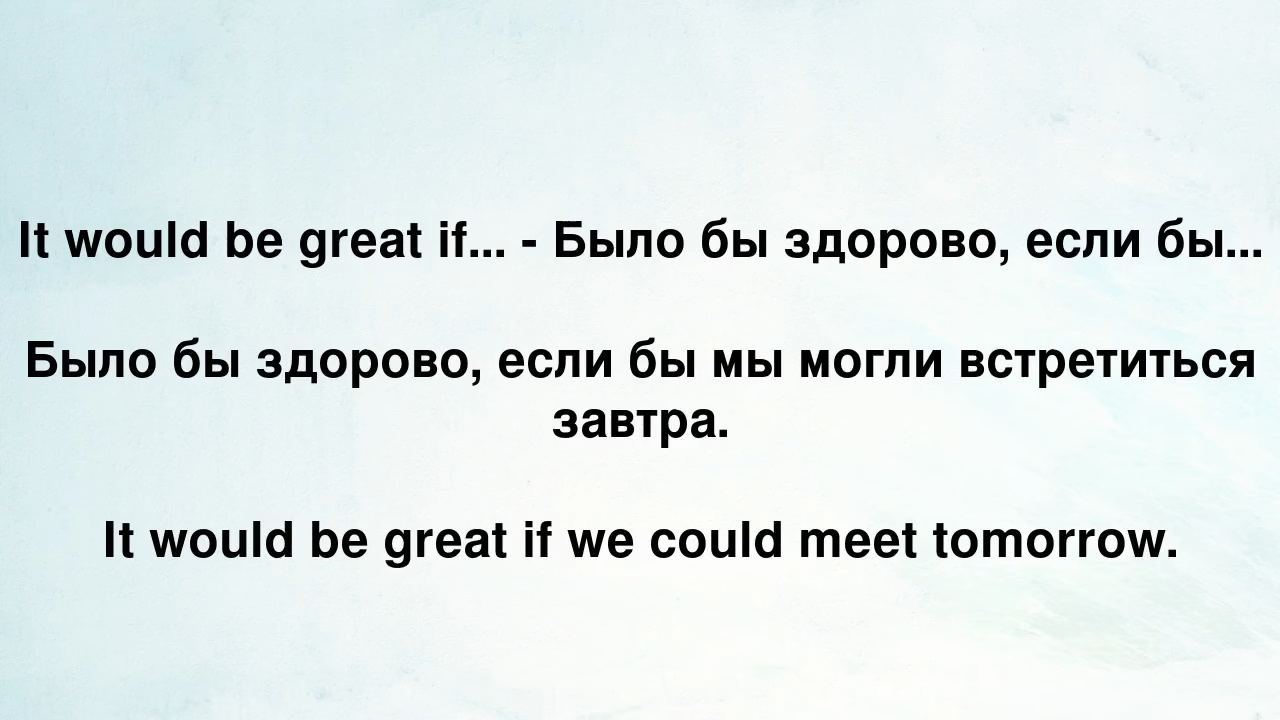 It would be great if... - Было бы здорово, если бы...
Было бы здорово, если бы мы могли встретиться
завтра.
It would be great if we could meet tomorrow.